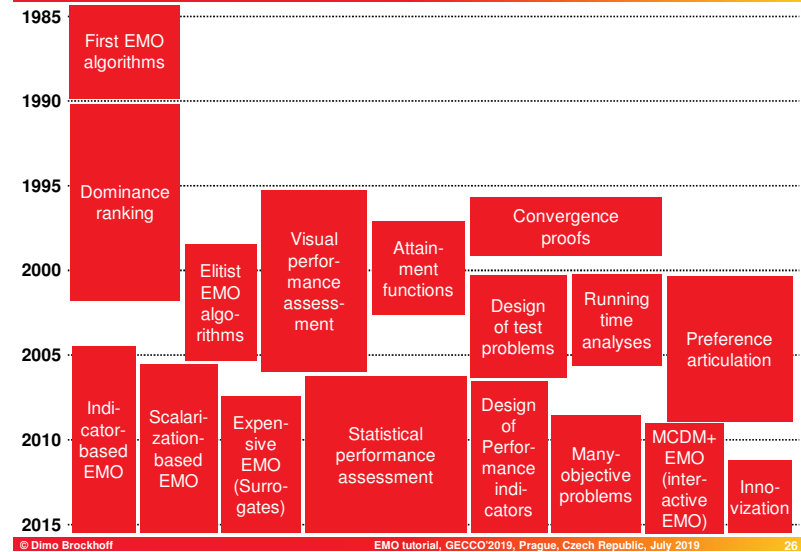 1985
First EMO
algorithms
1990
Dominance
ranking
1995
Visual
perfor-
mance
assess-
ment
Attain-
ment
functions
Convergence
proofs
2000
Elitist
EMO
algo-
rithms
Design
of test
problems
Running
time
analyses
Preference
articulation
2005
Indi-
cator-
based
EMO
Scalari-
zation-
based
EMO
Expen-
sive
EMO
(Surro-
gates)
Statistical
performance
assessment
Design
of
Perfor-
mance
indi-
cators
Many-
objective
problems
MCDM+
EMO
(inter-
active
EMO)
Inno-
vization
2010
2015
© Dimo Brockhoff
EMO tutorial, GECCO'2019, Prague, Czech Republic, July 2019
26